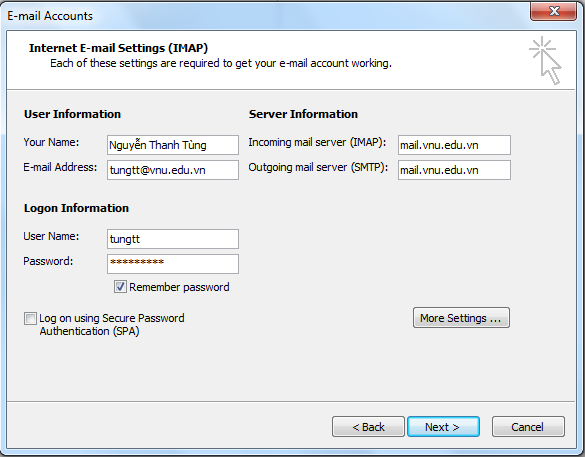 E-mail Accounts
Internet E-mail Settings (IMAP)
Each of these settings are required to get your e-mail account working.
User Information
Your Name: Nguyễn Thanh Tùng
E-mail Address: tungtt@vnu.edu.vn
Server Information
Incoming mail server (IMAP): mail.vnu.edu.vn
Outgoing mail server (SMTP): mail.vnu.edu.vn
Logon Information
User Name: tungtt
Password: *********
Remember password
Log on using Secure Password
Authentication (SPA)
More Settings ...
< Back Next > Cancel